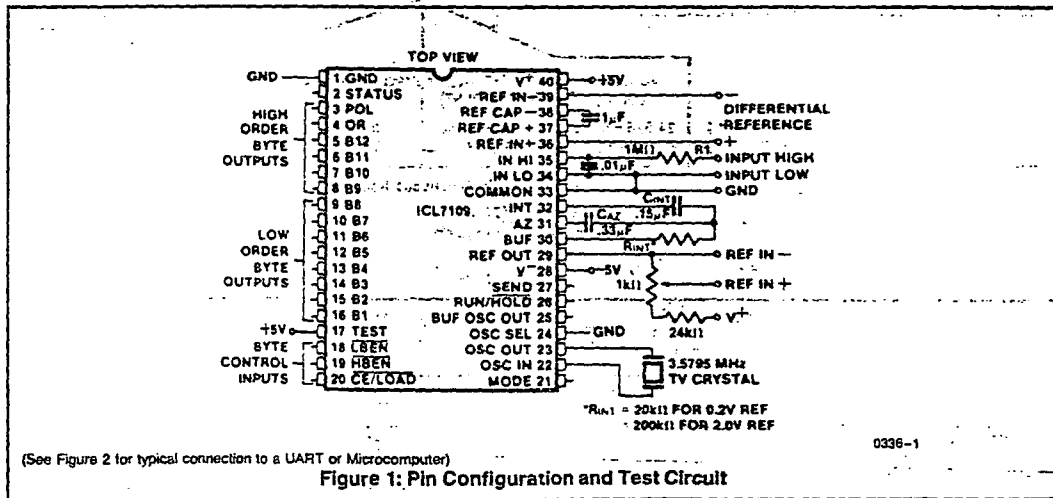 TOP VIEW
GND
1 GND
2 STATUS
3 POL
4 OR
5 B12
6 B11
7 B10
8 B9
9 B8
10 B7
11 B6
12 B5
13 B4
14 B3
15 B2
16 B1
17 TEST
18 LBEN
19 HBEN
20 CE/LOAD
HIGH
ORDER
BYTE
OUTPUTS
LOW
ORDER
BYTE
OUTPUTS
+5V
BYTE
CONTROL
INPUTS
ICL7109
V+ 40
REF IN− 39
REF CAP − 38
REF CAP + 37
REF IN+ 36
IN HI 35
IN LO 34
COMMON 33
INT 32
AZ 31
BUF 30
REF OUT 29
V− 28
SEND 27
RUN/HOLD 26
BUF OSC OUT 25
OSC SEL 24
OSC OUT 23
OSC IN 22
MODE 21
+5V
−
DIFFERENTIAL
REFERENCE
+
1µF
1MΩ R1
INPUT HIGH
.01µF
INPUT LOW
GND
CINT
.15µF
CAZ
.33µF
RINT
REF IN −
−5V
1kΩ
REF IN +
24kΩ
V+
GND
3.5795 MHz
TV CRYSTAL
*RINT = 20kΩ FOR 0.2V REF
200kΩ FOR 2.0V REF
0336–1
(See Figure 2 for typical connection to a UART or Microcomputer)
Figure 1: Pin Configuration and Test Circuit